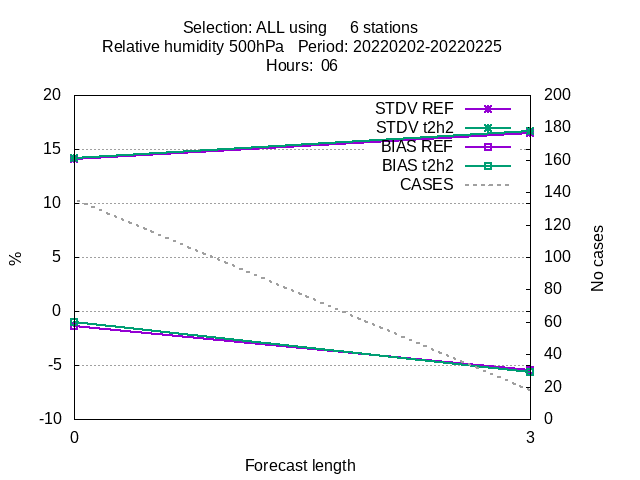 Selection: ALL using     6 stations
Relative humidity 500hPa   Period: 20220202-20220225
Hours:  06
STDV REF
STDV t2h2
BIAS REF
BIAS t2h2
CASES
20
15
10
5
0
-5
-10
%
200
180
160
140
120
100
80
60
40
20
0
No cases
0
3
Forecast length